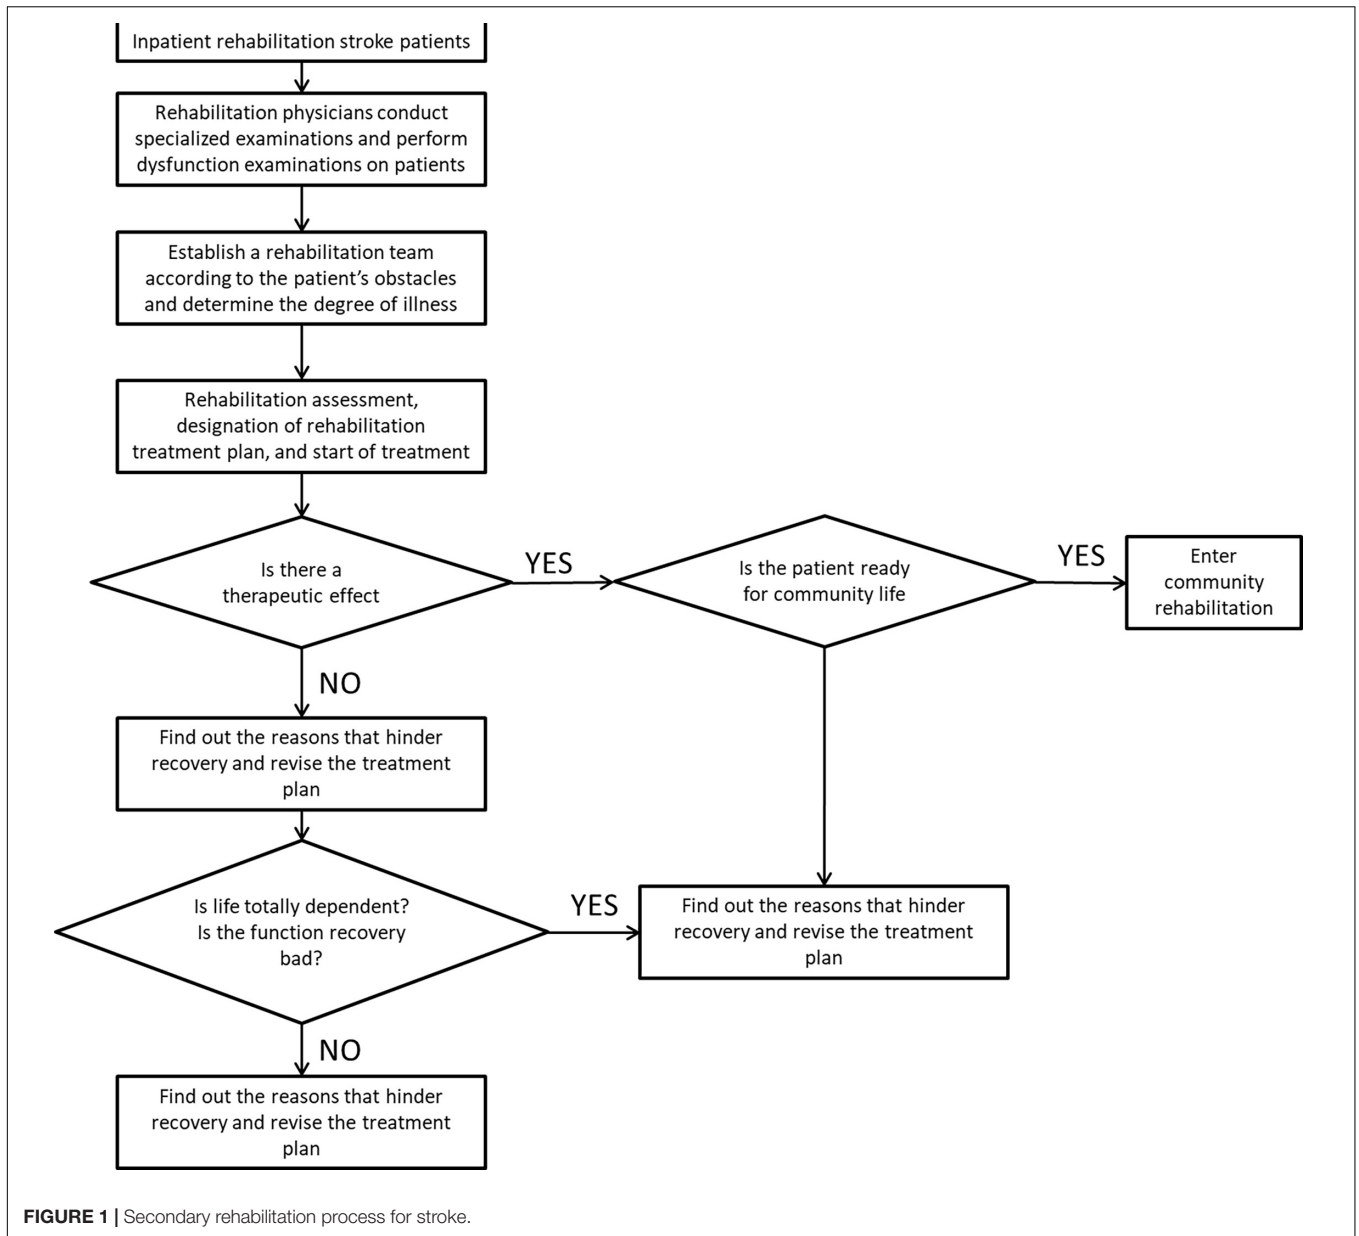 Inpatient rehabilitation stroke patients
Rehabilitation physicians conduct
specialized examinations and perform
dysfunction examinations on patients
Establish a rehabilitation team
according to the patient’s obstacles
and determine the degree of illness
Rehabilitation assessment,
designation of rehabilitation
treatment plan, and start of treatment
Is there a
therapeutic effect
YES
Is the patient ready
for community life
YES
Enter
community
rehabilitation
NO
Find out the reasons that hinder
recovery and revise the treatment
plan
Is life totally dependent?
Is the function recovery
bad?
YES
Find out the reasons that hinder
recovery and revise the treatment
plan
NO
Find out the reasons that hinder
recovery and revise the treatment
plan
FIGURE 1 | Secondary rehabilitation process for stroke.